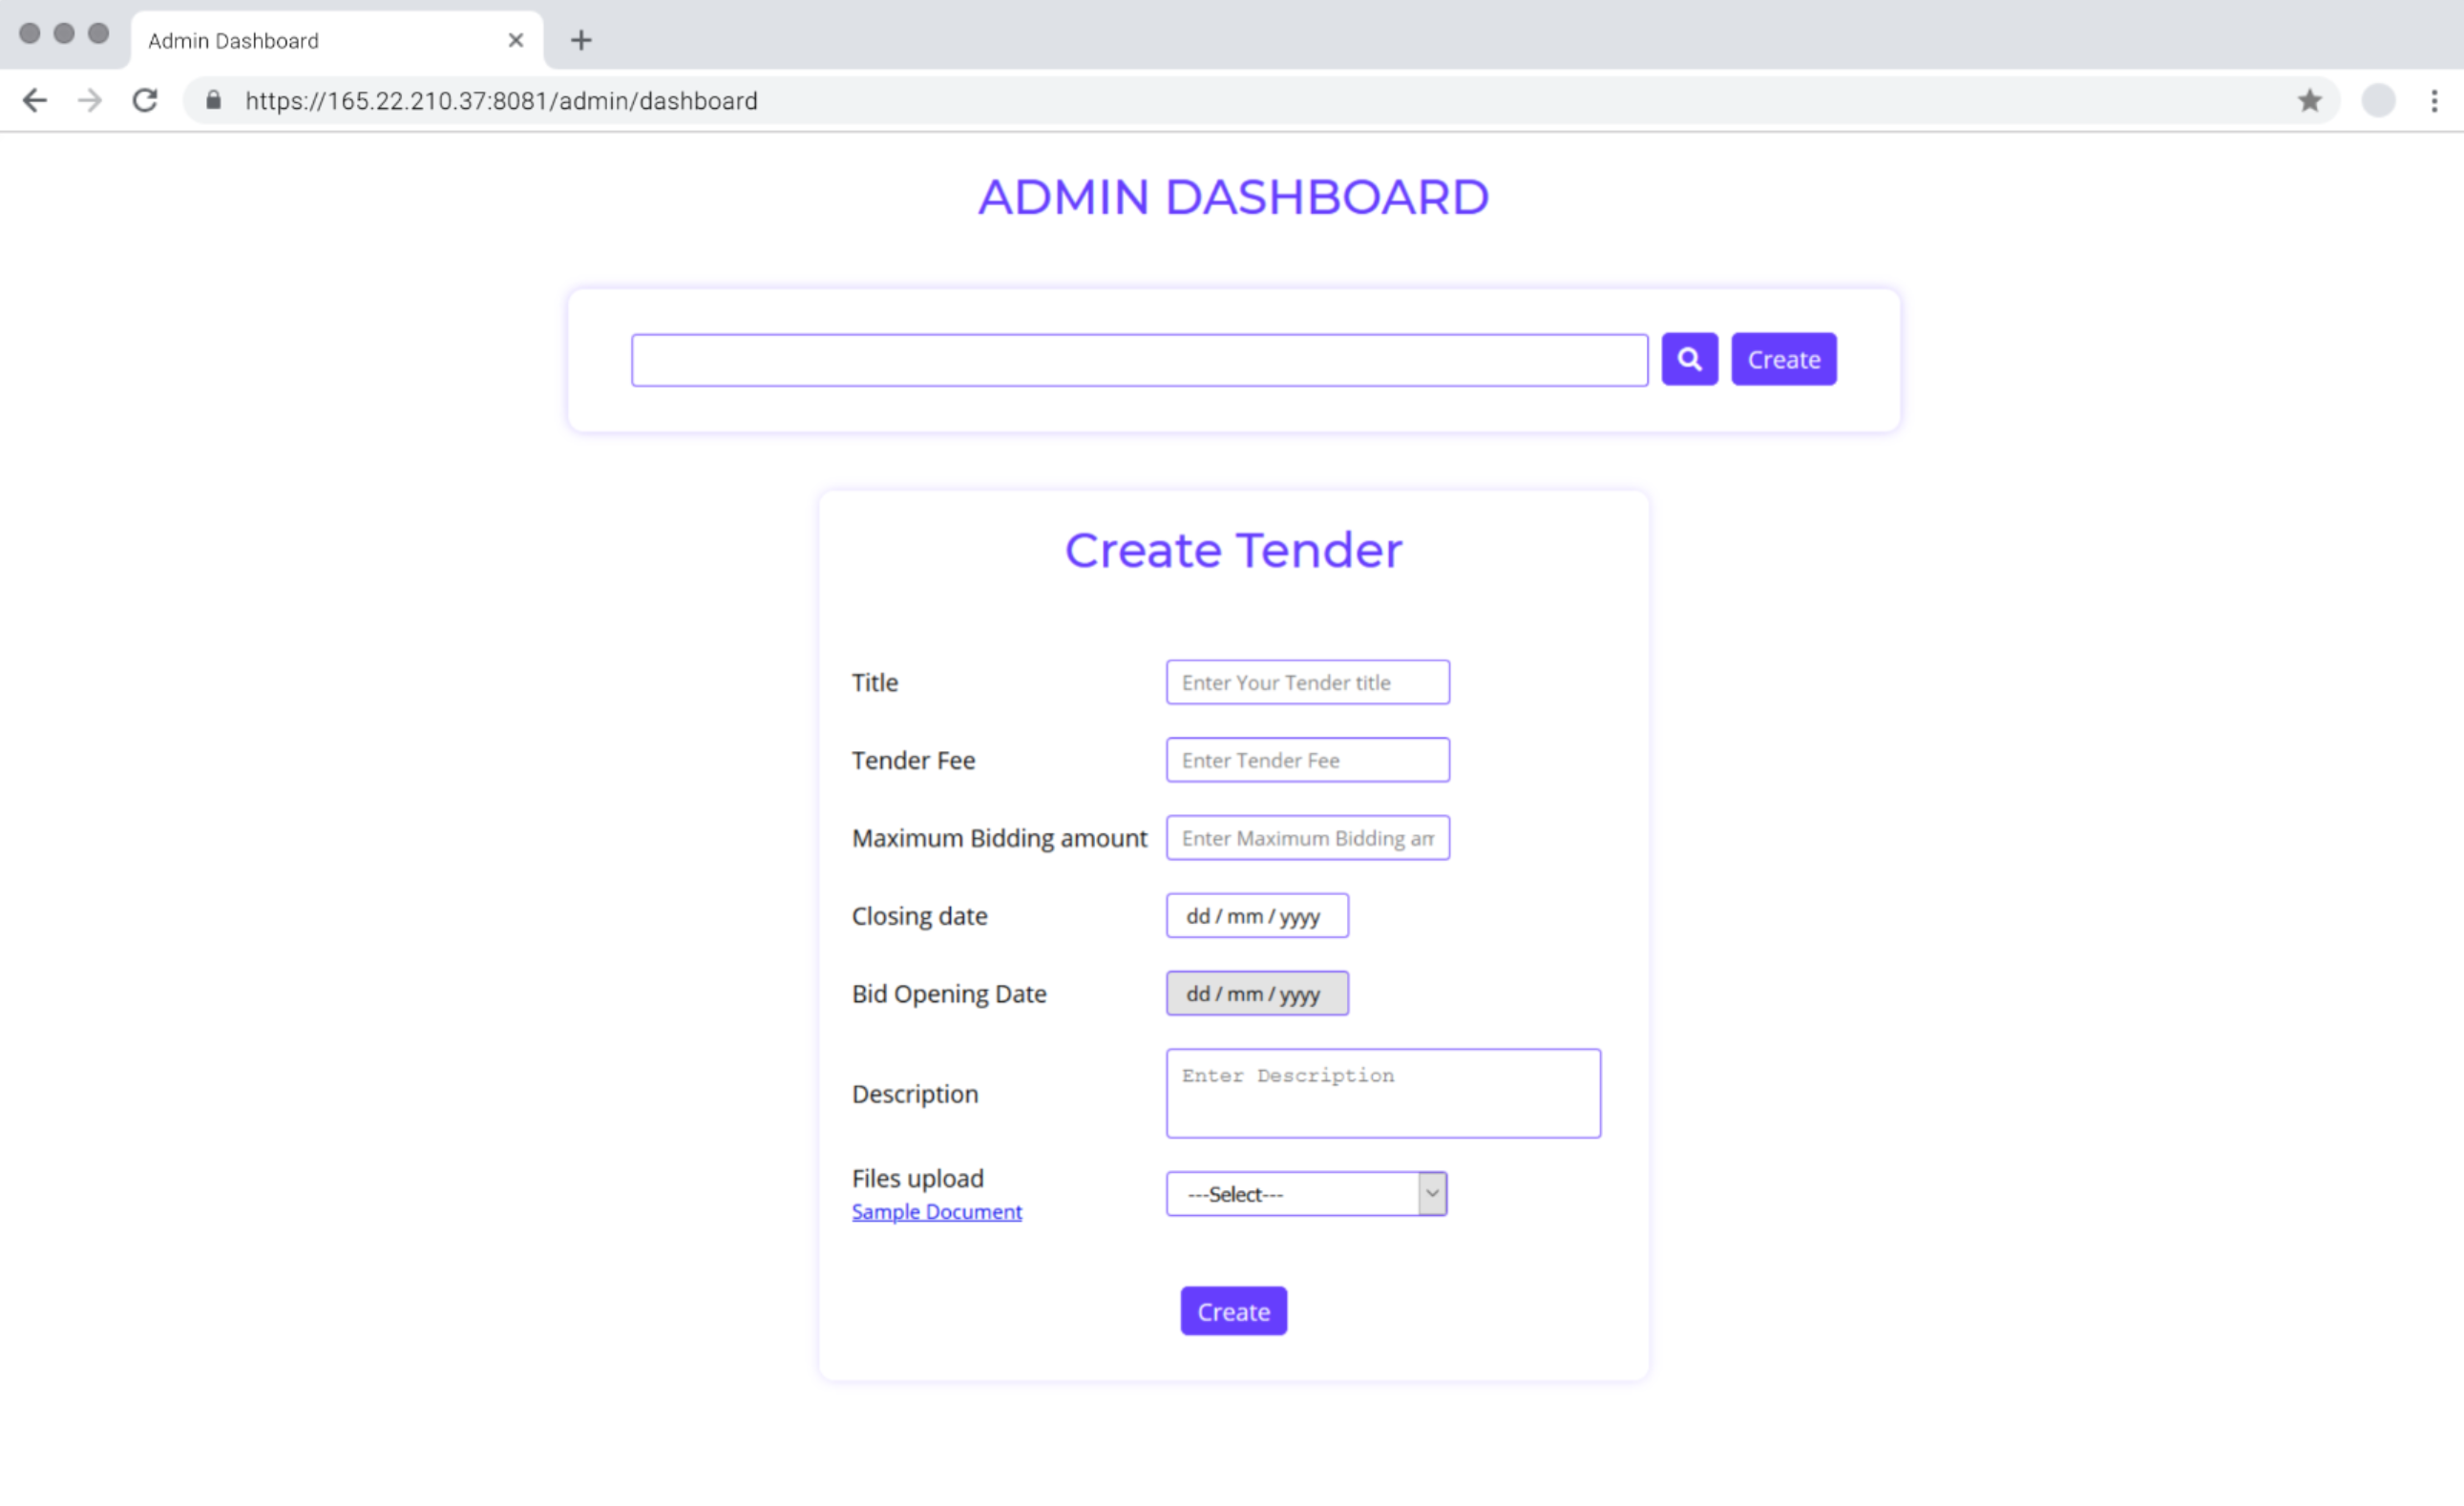 Admin Dashboard
https://165.22.210.37:8081/admin/dashboard
ADMIN DASHBOARD
Create
Create Tender
Title Enter Your Tender title
Tender Fee Enter Tender Fee
Maximum Bidding amount Enter Maximum Bidding am
Closing date dd / mm / yyyy
Bid Opening Date dd / mm / yyyy
Description Enter Description
Files upload ---Select---
Sample Document
Create